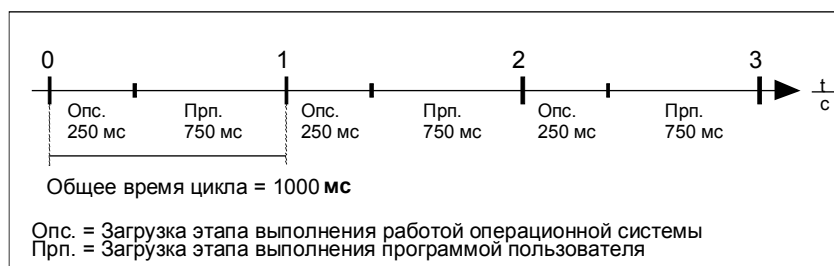 0 1 2 3
t
с
Опс. Прп. Опс. Прп. Опс. Прп.
250 мс 750 мс 250 мс 750 мс 250 мс 750 мс
Общее время цикла = 1000 мс
Опс. = Загрузка этапа выполнения работой операционной системы
Прп. = Загрузка этапа выполнения программой пользователя